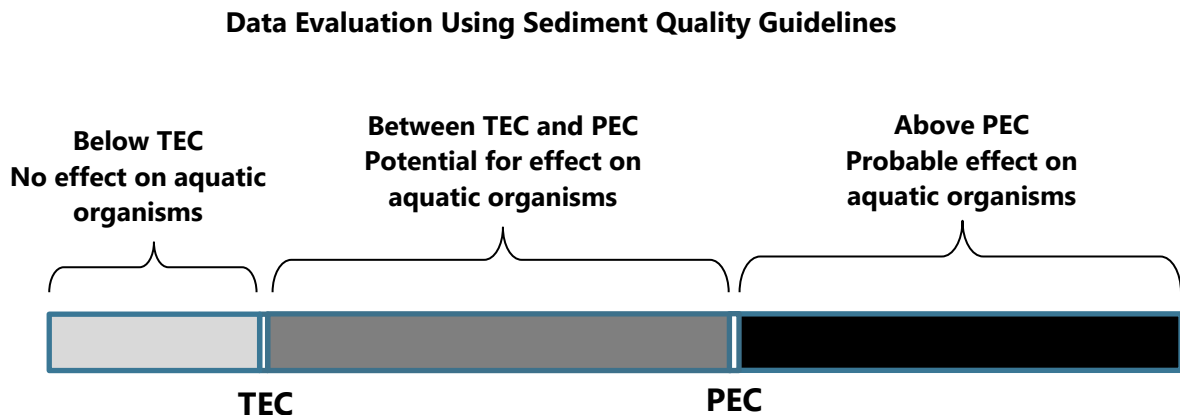 Data Evaluation Using Sediment Quality Guidelines
Below TEC
No effect on aquatic
organisms
Between TEC and PEC
Potential for effect on
aquatic organisms
Above PEC
Probable effect on
aquatic organisms
TEC
PEC